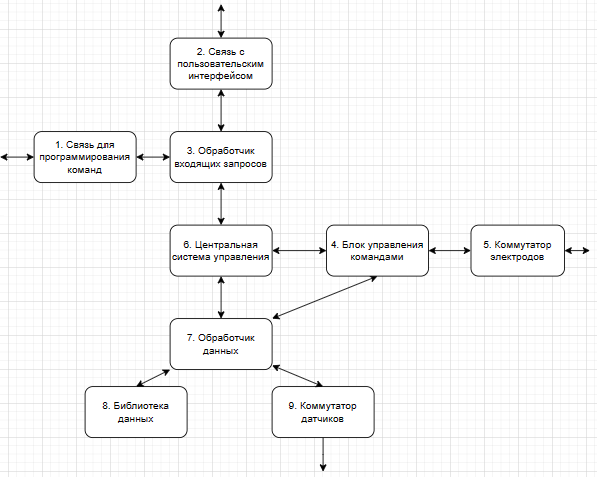 2. Связь с
пользовательским
интерфейсом
1. Связь для
программирования
команд
3. Обработчик
входящих запросов
6. Центральная
система управления
4. Блок управления
командами
5. Коммутатор
электродов
7. Обработчик
данных
8. Библиотека
данных
9. Коммутатор
датчиков